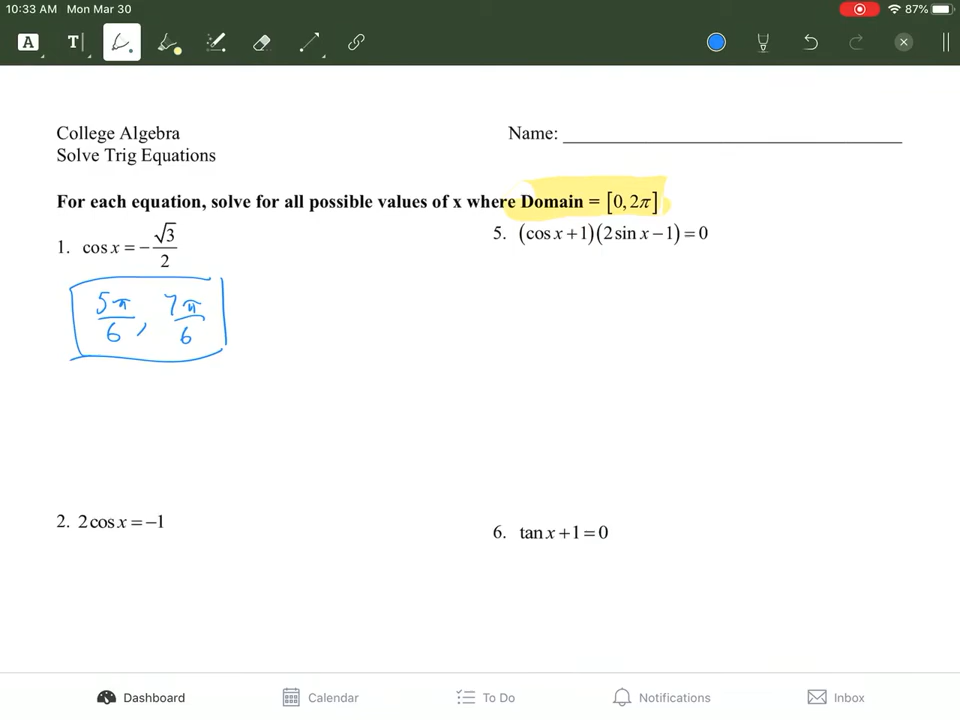 10:33 AM Mon Mar 30
87%
A
T
College Algebra
Name:
Solve Trig Equations
For each equation, solve for all possible values of x where Domain = [0, 2π]
1. cos x = −√3/2
5π/6, 7π/6
2. 2cos x = −1
5. (cos x + 1)(2 sin x − 1) = 0
6. tan x + 1 = 0
Dashboard
Calendar
To Do
Notifications
Inbox